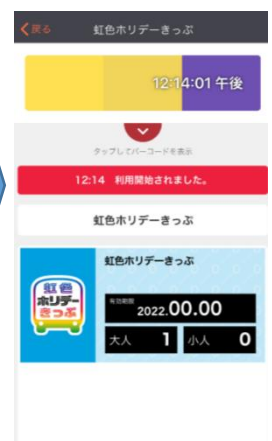 戻る 虹色ホリデーきっぷ
12:14:01 午後
タップしてバーコードを表示
12:14 利用開始されました。
虹色ホリデーきっぷ
虹色ホリデーきっぷ
虹色
ホリデー
きっぷ
有効期間
2022.00.00
大人 1 小人 0